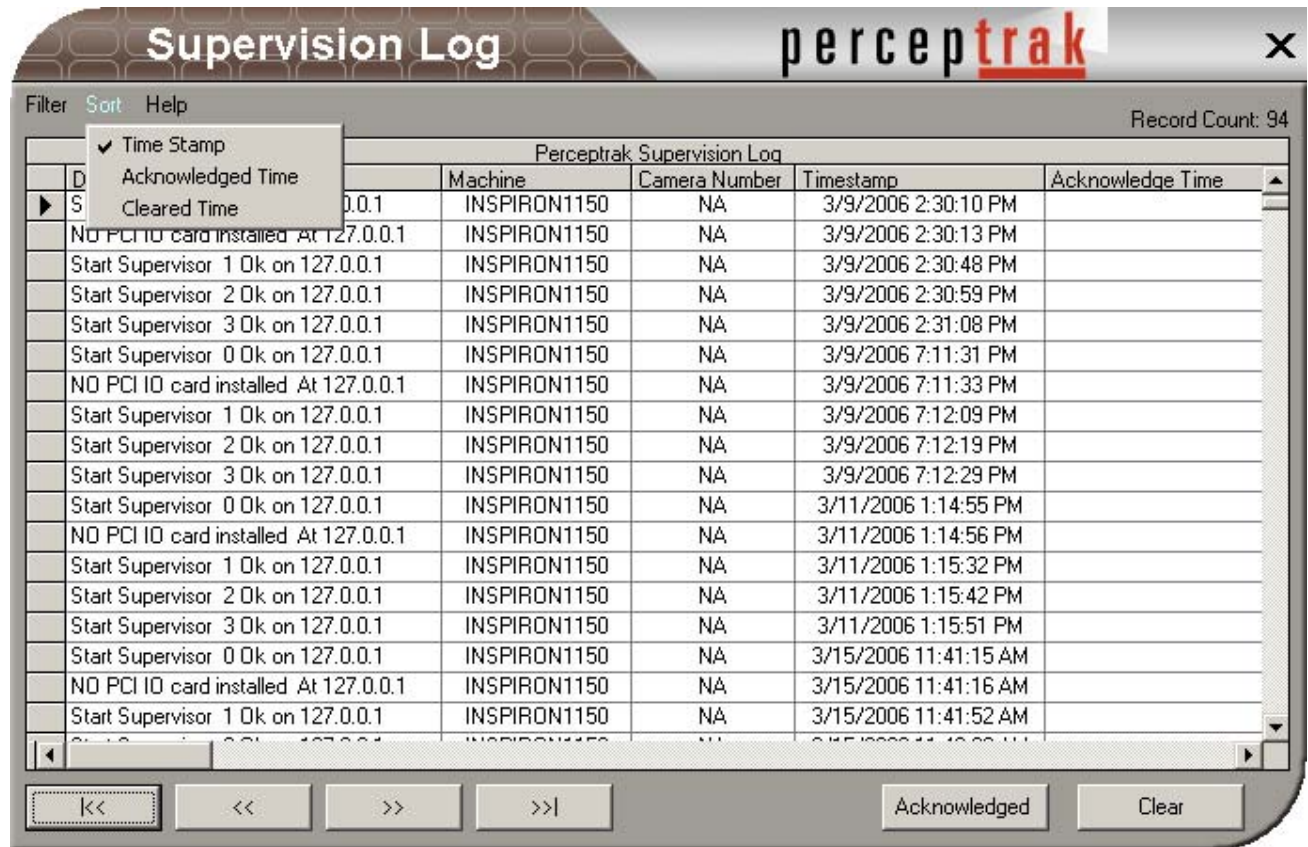 Supervision Log
perceptrak
Filter Sort Help
Record Count: 94
Time Stamp
Acknowledged Time
Cleared Time
Perceptrak Supervision Log
D Machine Camera Number Timestamp Acknowledge Time
S 0.0.1 INSPIRON1150 NA 3/9/2006 2:30:10 PM
NO PCI IO card installed At 127.0.0.1 INSPIRON1150 NA 3/9/2006 2:30:13 PM
Start Supervisor 1 Ok on 127.0.0.1 INSPIRON1150 NA 3/9/2006 2:30:48 PM
Start Supervisor 2 Ok on 127.0.0.1 INSPIRON1150 NA 3/9/2006 2:30:59 PM
Start Supervisor 3 Ok on 127.0.0.1 INSPIRON1150 NA 3/9/2006 2:31:08 PM
Start Supervisor 0 Ok on 127.0.0.1 INSPIRON1150 NA 3/9/2006 7:11:31 PM
NO PCI IO card installed At 127.0.0.1 INSPIRON1150 NA 3/9/2006 7:11:33 PM
Start Supervisor 1 Ok on 127.0.0.1 INSPIRON1150 NA 3/9/2006 7:12:09 PM
Start Supervisor 2 Ok on 127.0.0.1 INSPIRON1150 NA 3/9/2006 7:12:19 PM
Start Supervisor 3 Ok on 127.0.0.1 INSPIRON1150 NA 3/9/2006 7:12:29 PM
Start Supervisor 0 Ok on 127.0.0.1 INSPIRON1150 NA 3/11/2006 1:14:55 PM
NO PCI IO card installed At 127.0.0.1 INSPIRON1150 NA 3/11/2006 1:14:56 PM
Start Supervisor 1 Ok on 127.0.0.1 INSPIRON1150 NA 3/11/2006 1:15:32 PM
Start Supervisor 2 Ok on 127.0.0.1 INSPIRON1150 NA 3/11/2006 1:15:42 PM
Start Supervisor 3 Ok on 127.0.0.1 INSPIRON1150 NA 3/11/2006 1:15:51 PM
Start Supervisor 0 Ok on 127.0.0.1 INSPIRON1150 NA 3/15/2006 11:41:15 AM
NO PCI IO card installed At 127.0.0.1 INSPIRON1150 NA 3/15/2006 11:41:16 AM
Start Supervisor 1 Ok on 127.0.0.1 INSPIRON1150 NA 3/15/2006 11:41:52 AM
|<< << >> >>| Acknowledged Clear